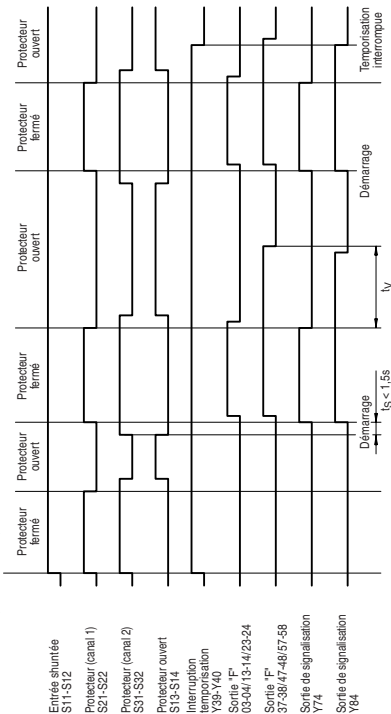 Protecteur
fermé
Protecteur
ouvert
Protecteur
fermé
Protecteur
ouvert
Protecteur
fermé
Protecteur
ouvert
Entrée shuntée
S11-S12
Protecteur (canal 1)
S21-S22
Protecteur (canal 2)
S31-S32
Protecteur ouvert
S13-S14
Interruption
temporisation
Y39-Y40
Sortie "F"
03-04/13-14/23-24
Sortie "F"
37-38/47-48/57-58
Sortie de signalisation
Y74
Sortie de signalisation
Y84
Démarrage
tS < 1,5s
tV
Démarrage
Temporisation
interrompue